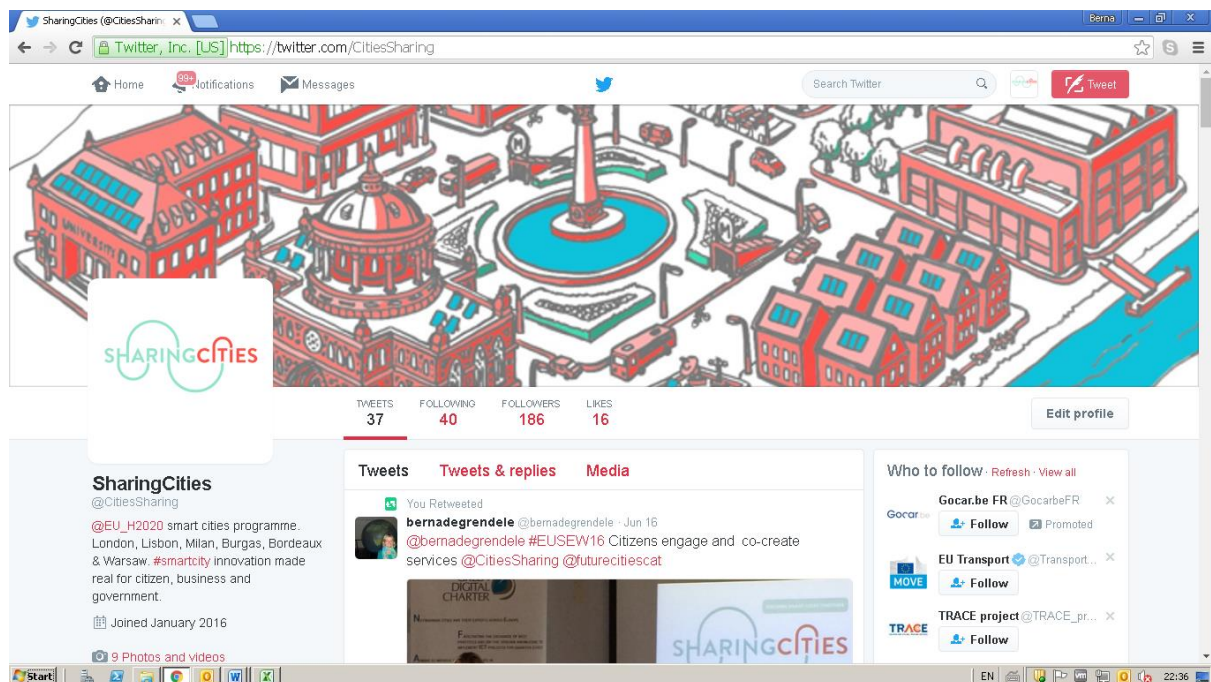 SharingCities (@CitiesSharin
Berna
Twitter, Inc. [US] https://twitter.com/CitiesSharing
Home
99+
Notifications
Messages
Search Twitter
Tweet
UNIVERSITY
M
M
SHARINGCITIES
TWEETS 37
FOLLOWING 40
FOLLOWERS 186
LIKES 16
Edit profile
SharingCities
@CitiesSharing
@EU_H2020 smart cities programme.
London, Lisbon, Milan, Burgas, Bordeaux
& Warsaw. #smartcity innovation made
real for citizen, business and
government.
Joined January 2016
9 Photos and videos
Tweets Tweets & replies Media
You Retweeted
bernadegrendele @bernadegrendele · Jun 16
@bernadegrendele #EUSEW16 Citizens engage and co-create
services @CitiesSharing @futurecitiescat
DIGITAL
CHARTER
SHARINGCITIES
Who to follow · Refresh · View all
Gocar.be
Gocar.be FR @GocarbeFR
Follow Promoted
MOVE
EU Transport @Transport...
Follow
TRACE
TRACE project @TRACE_pr...
Follow
Start
EN
22:36